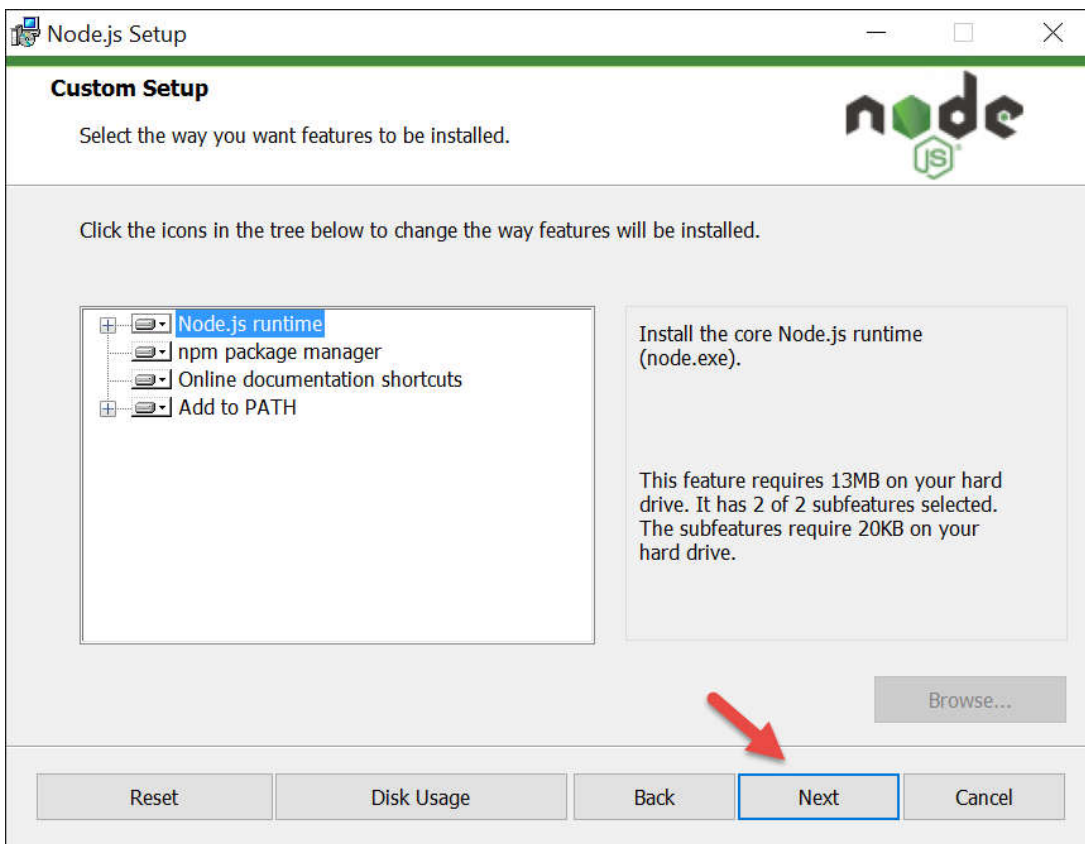 Node.js Setup
Custom Setup
Select the way you want features to be installed.
node
JS
Click the icons in the tree below to change the way features will be installed.
Node.js runtime
npm package manager
Online documentation shortcuts
Add to PATH
Install the core Node.js runtime
(node.exe).
This feature requires 13MB on your hard
drive. It has 2 of 2 subfeatures selected.
The subfeatures require 20KB on your
hard drive.
Browse...
Reset
Disk Usage
Back
Next
Cancel